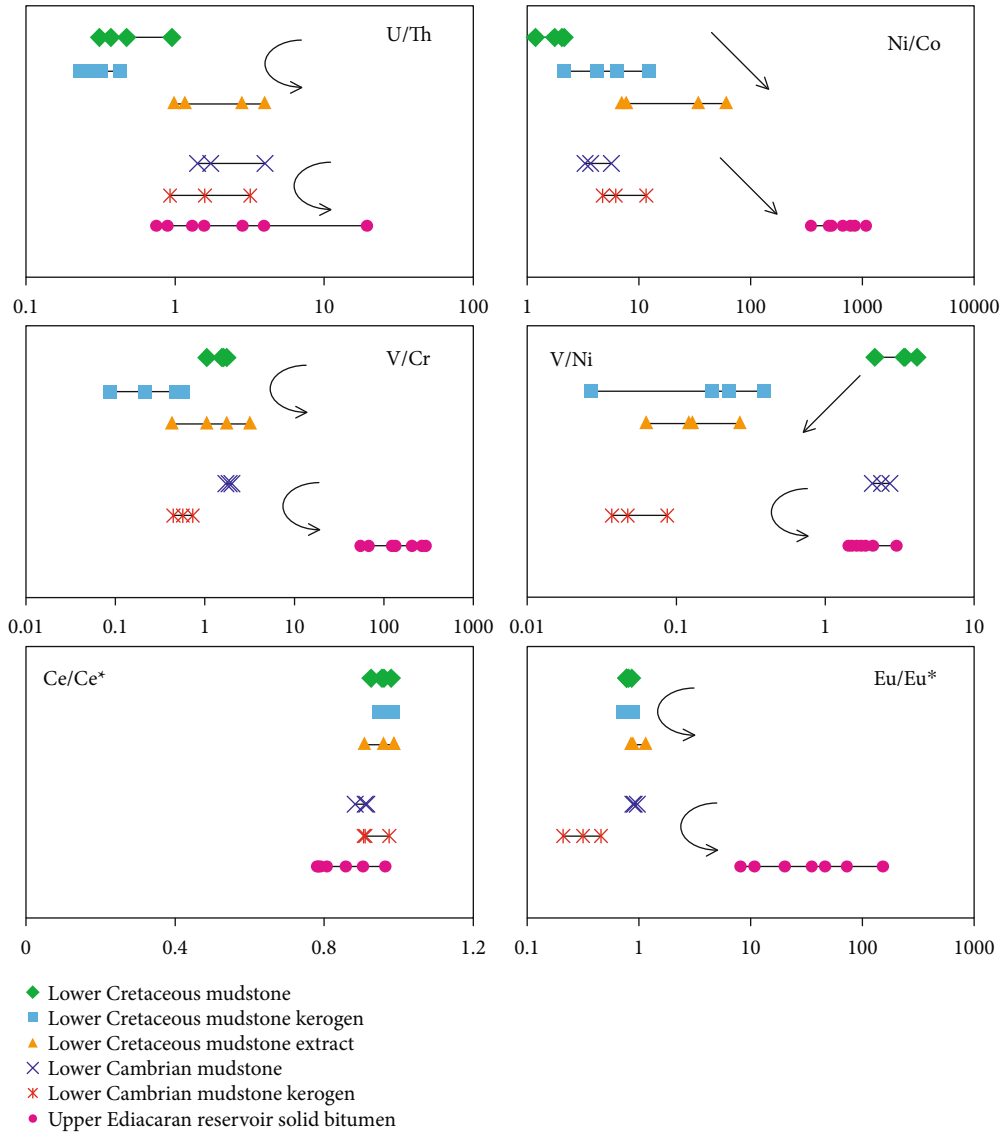 U/Th
0.1 1 10 100
Ni/Co
1 10 100 1000 10000
V/Cr
0.01 0.1 1 10 100 1000
V/Ni
0.01 0.1 1 10
Ce/Ce*
0 0.4 0.8 1.2
Eu/Eu*
0.1 1 10 100 1000
Lower Cretaceous mudstone
Lower Cretaceous mudstone kerogen
Lower Cretaceous mudstone extract
Lower Cambrian mudstone
Lower Cambrian mudstone kerogen
Upper Ediacaran reservoir solid bitumen